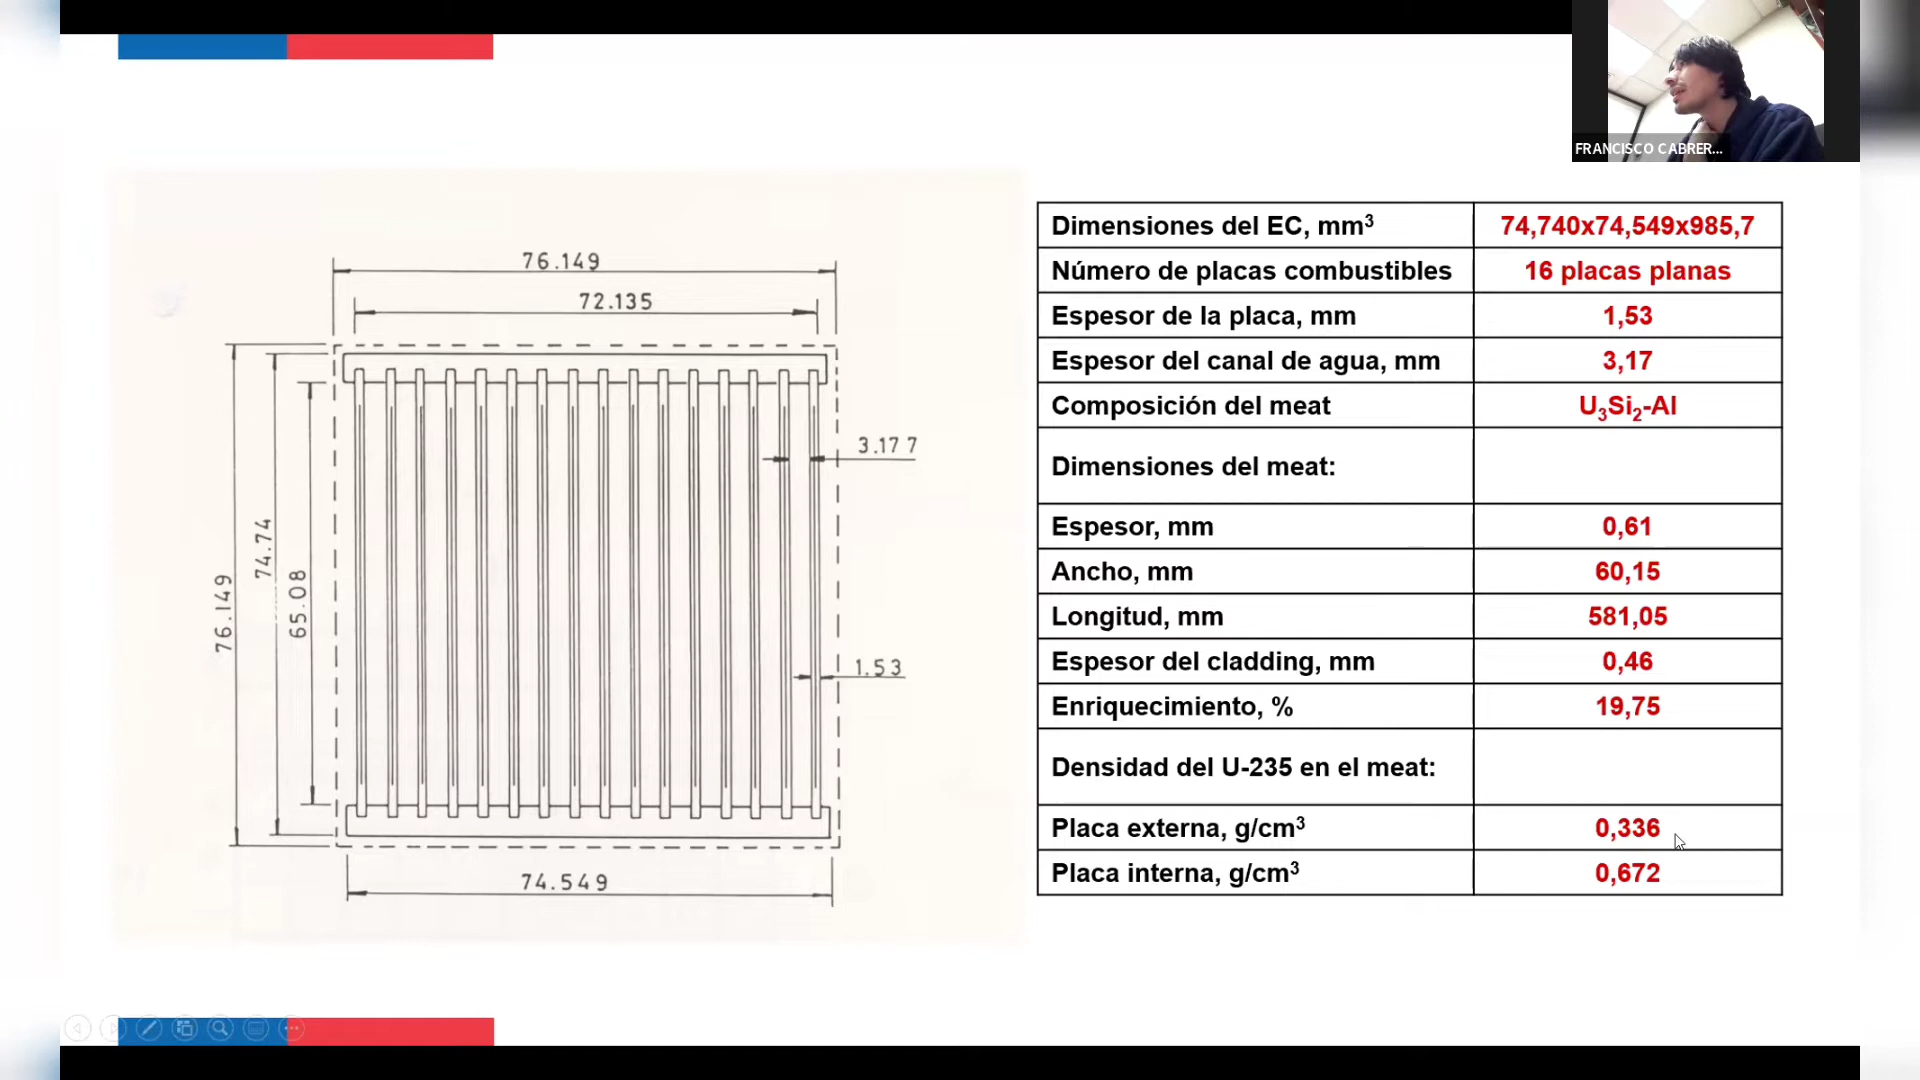 FRANCISCO CABRER...
76.149
72.135
3.17 7
76.149
74.74
65.08
1.53
74.549
Dimensiones del EC, mm³ 74,740x74,549x985,7
Número de placas combustibles 16 placas planas
Espesor de la placa, mm 1,53
Espesor del canal de agua, mm 3,17
Composición del meat U₃Si₂-Al
Dimensiones del meat:
Espesor, mm 0,61
Ancho, mm 60,15
Longitud, mm 581,05
Espesor del cladding, mm 0,46
Enriquecimiento, % 19,75
Densidad del U-235 en el meat:
Placa externa, g/cm³ 0,336
Placa interna, g/cm³ 0,672